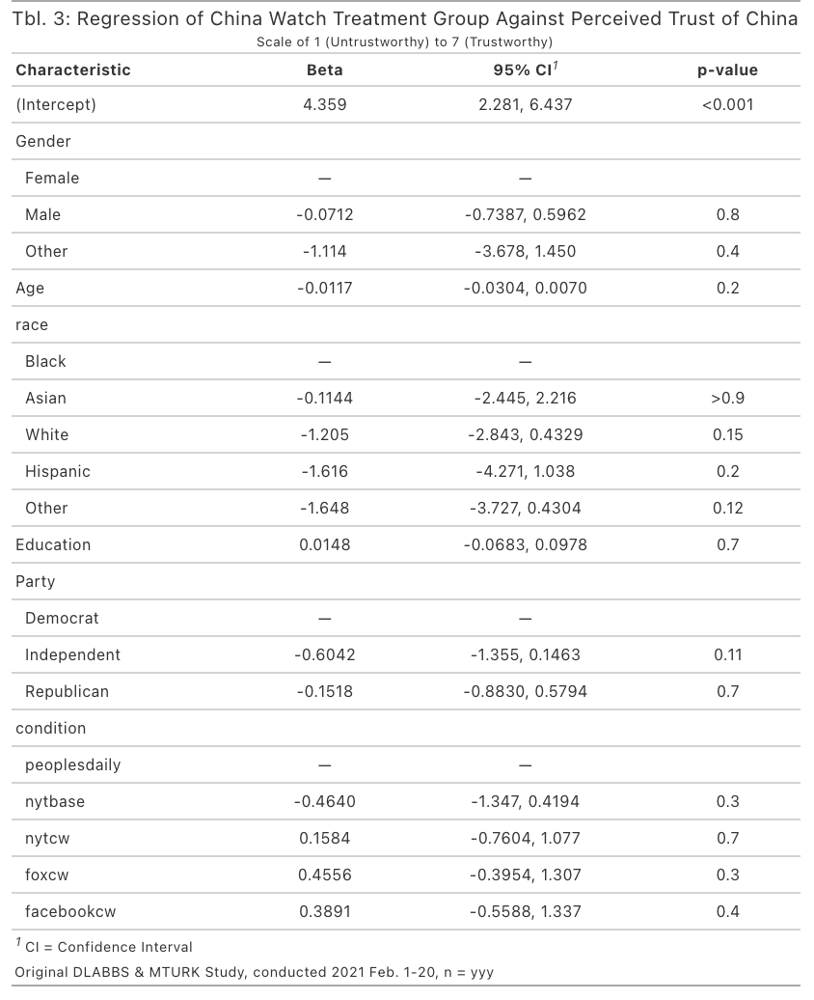 Tbl. 3: Regression of China Watch Treatment Group Against Perceived Trust of China
Scale of 1 (Untrustworthy) to 7 (Trustworthy)
Characteristic Beta 95% CI1 p-value
(Intercept) 4.359 2.281, 6.437 <0.001
Gender
Female — —
Male -0.0712 -0.7387, 0.5962 0.8
Other -1.114 -3.678, 1.450 0.4
Age -0.0117 -0.0304, 0.0070 0.2
race
Black — —
Asian -0.1144 -2.445, 2.216 >0.9
White -1.205 -2.843, 0.4329 0.15
Hispanic -1.616 -4.271, 1.038 0.2
Other -1.648 -3.727, 0.4304 0.12
Education 0.0148 -0.0683, 0.0978 0.7
Party
Democrat — —
Independent -0.6042 -1.355, 0.1463 0.11
Republican -0.1518 -0.8830, 0.5794 0.7
condition
peoplesdaily — —
nytbase -0.4640 -1.347, 0.4194 0.3
nytcw 0.1584 -0.7604, 1.077 0.7
foxcw 0.4556 -0.3954, 1.307 0.3
facebookcw 0.3891 -0.5588, 1.337 0.4
1 CI = Confidence Interval
Original DLABBS & MTURK Study, conducted 2021 Feb. 1-20, n = yyy